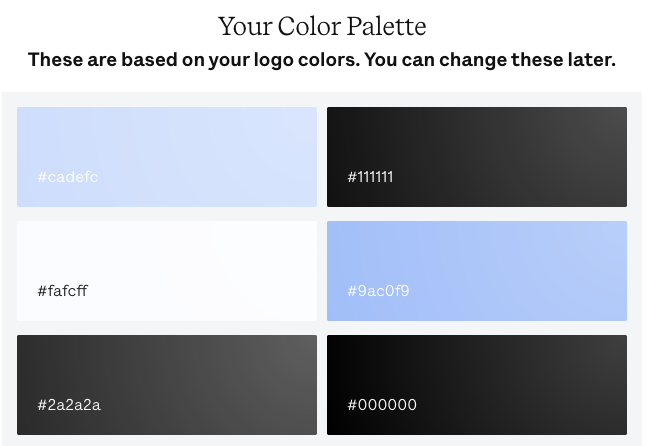 Your Color Palette
These are based on your logo colors. You can change these later.
#cadefc
#111111
#fafcff
#9ac0f9
#2a2a2a
#000000